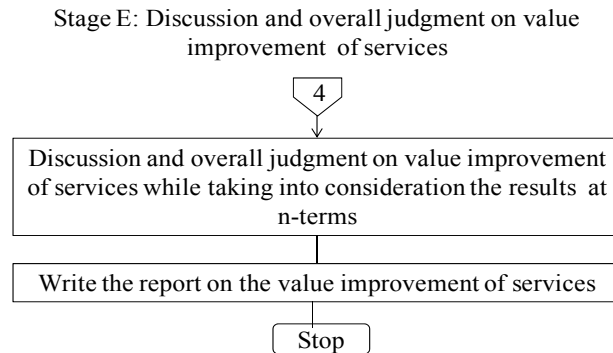 Stage E: Discussion and overall judgment on value
improvement of services
4
Discussion and overall judgment on value improvement
of services while taking into consideration the results at
n-terms
Write the report on the value improvement of services
Stop